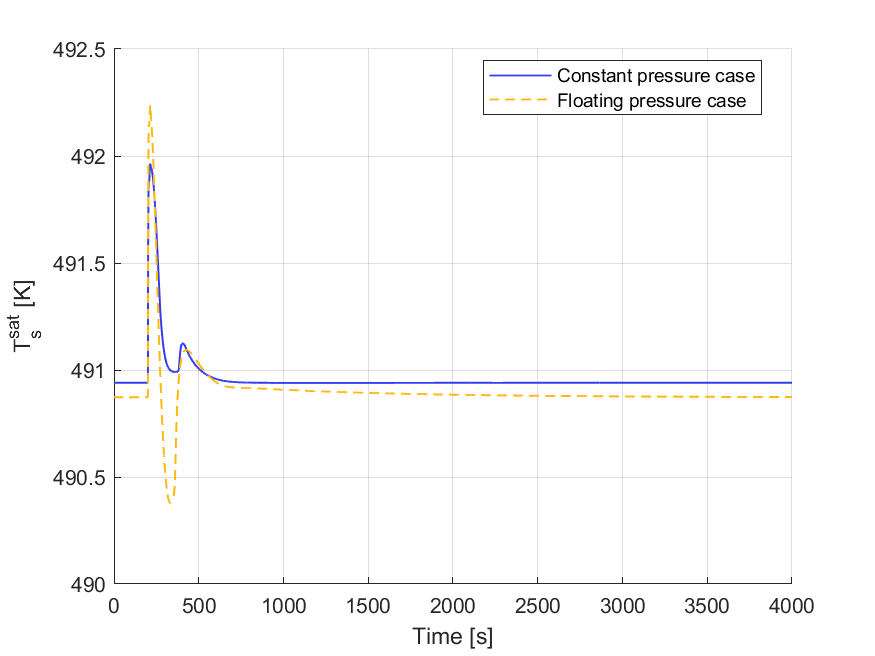 492.5
492
491.5
491
490.5
490
T_s^sat [K]
Constant pressure case
Floating pressure case
0 500 1000 1500 2000 2500 3000 3500 4000
Time [s]